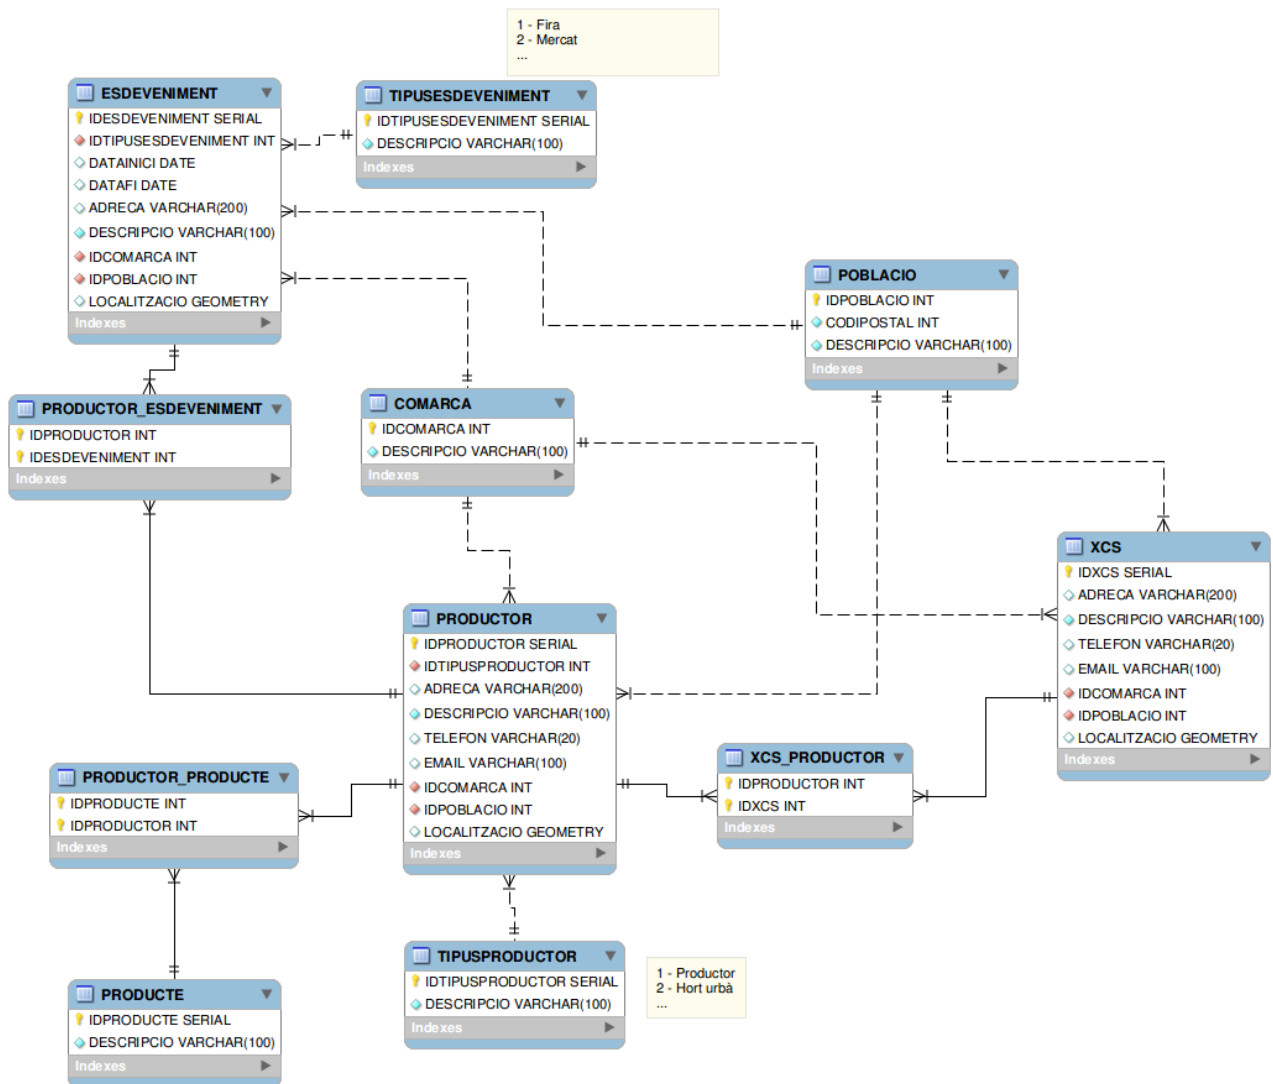 1 - Fira
2 - Mercat
...
ESDEVENIMENT
IDESDEVENIMENT SERIAL
IDTIPUSESDEVENIMENT INT
DATAINICI DATE
DATAFI DATE
ADRECA VARCHAR(200)
DESCRIPCIO VARCHAR(100)
IDCOMARCA INT
IDPOBLACIO INT
LOCALITZACIO GEOMETRY
Indexes
TIPUSESDEVENIMENT
IDTIPUSESDEVENIMENT SERIAL
DESCRIPCIO VARCHAR(100)
Indexes
POBLACIO
IDPOBLACIO INT
CODIPOSTAL INT
DESCRIPCIO VARCHAR(100)
Indexes
PRODUCTOR_ESDEVENIMENT
IDPRODUCTOR INT
IDESDEVENIMENT INT
Indexes
COMARCA
IDCOMARCA INT
DESCRIPCIO VARCHAR(100)
Indexes
XCS
IDXCS SERIAL
ADRECA VARCHAR(200)
DESCRIPCIO VARCHAR(100)
TELEFON VARCHAR(20)
EMAIL VARCHAR(100)
IDCOMARCA INT
IDPOBLACIO INT
LOCALITZACIO GEOMETRY
Indexes
PRODUCTOR
IDPRODUCTOR SERIAL
IDTIPUSPRODUCTOR INT
ADRECA VARCHAR(200)
DESCRIPCIO VARCHAR(100)
TELEFON VARCHAR(20)
EMAIL VARCHAR(100)
IDCOMARCA INT
IDPOBLACIO INT
LOCALITZACIO GEOMETRY
Indexes
XCS_PRODUCTOR
IDPRODUCTOR INT
IDXCS INT
Indexes
PRODUCTOR_PRODUCTE
IDPRODUCTE INT
IDPRODUCTOR INT
Indexes
TIPUSPRODUCTOR
IDTIPUSPRODUCTOR SERIAL
DESCRIPCIO VARCHAR(100)
Indexes
1 - Productor
2 - Hort urbà
...
PRODUCTE
IDPRODUCTE SERIAL
DESCRIPCIO VARCHAR(100)
Indexes